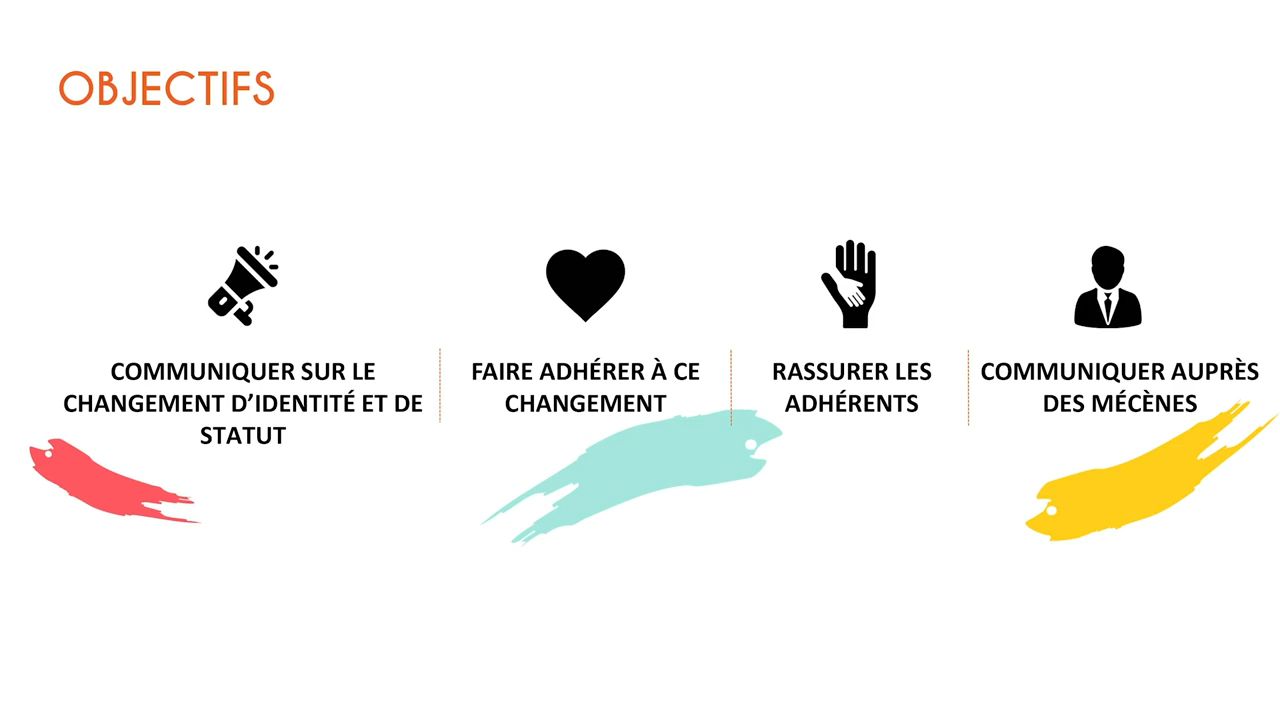 OBJECTIFS
COMMUNIQUER SUR LE
CHANGEMENT D'IDENTITÉ ET DE
STATUT
FAIRE ADHÉRER À CE
CHANGEMENT
RASSURER LES
ADHÉRENTS
COMMUNIQUER AUPRÈS
DES MÉCÈNES